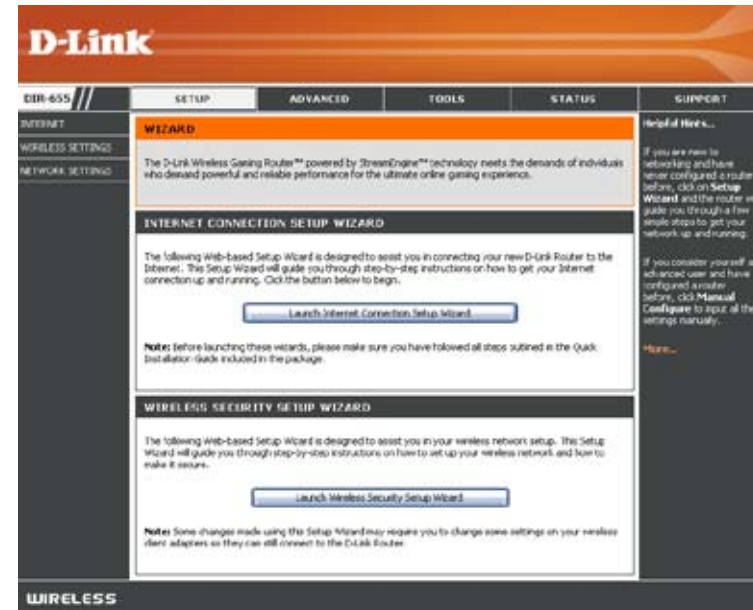 D-Link
DIR-655 // SETUP ADVANCED TOOLS STATUS SUPPORT
INTERNET
WIRELESS SETTINGS
NETWORK SETTINGS
WIZARD
The D-Link Wireless Gaming Router™ powered by StreamEngine™ technology meets the demands of individuals
who demand powerful and reliable performance for the ultimate online gaming experience.
INTERNET CONNECTION SETUP WIZARD
The following Web-based Setup Wizard is designed to assist you in connecting your new D-Link Router to the
Internet. This Setup Wizard will guide you through step-by-step instructions on how to get your Internet
connection up and running. Click the button below to begin.
Launch Internet Connection Setup Wizard
Note: Before launching these wizards, please make sure you have followed all steps outlined in the Quick
Installation Guide included in the package.
WIRELESS SECURITY SETUP WIZARD
The following Web-based Setup Wizard is designed to assist you in your wireless network setup. This Setup
Wizard will guide you through step-by-step instructions on how to set up your wireless network and how to
make it secure.
Launch Wireless Security Setup Wizard
Note: Some changes made using this Setup Wizard may require you to change some settings on your wireless
client adapters so they can still connect to the D-Link Router.
Helpful Hints...
If you are new to
networking and have
never configured a router
before, click on Setup
Wizard and the router wi
guide you through a few
simple steps to get your
network up and running.
If you consider yourself a
advanced user and have
configured a router
before, click Manual
Configure to input all the
settings manually.
More...
WIRELESS